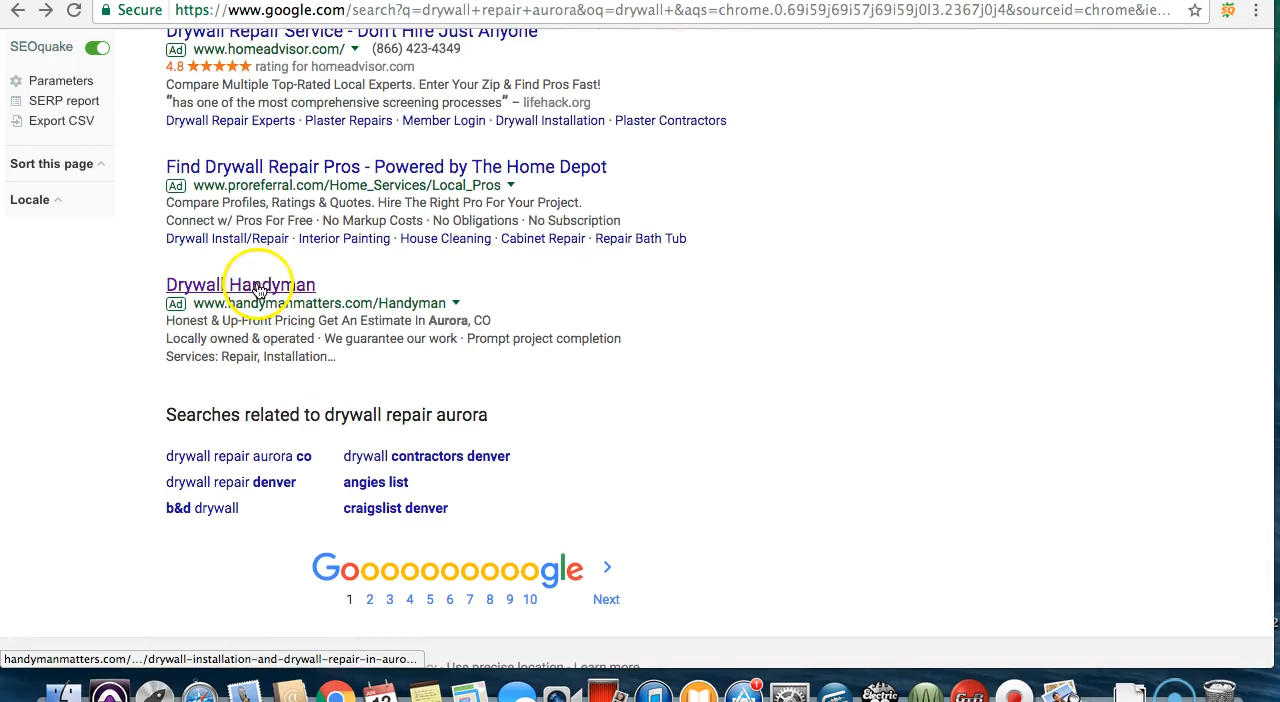 Secure https://www.google.com/search?q=drywall+repair+aurora&oq=drywall+&aqs=chrome.0.69i59j69i57j69i59j0l3.2367j0j4&sourceid=chrome&ie...
SEOquake
Parameters
SERP report
Export CSV
Sort this page
Locale
Drywall Repair Service - Don't Hire Just Anyone
Ad www.homeadvisor.com/ (866) 423-4349
4.8 ★★★★★ rating for homeadvisor.com
Compare Multiple Top-Rated Local Experts. Enter Your Zip & Find Pros Fast!
"has one of the most comprehensive screening processes" – lifehack.org
Drywall Repair Experts · Plaster Repairs · Member Login · Drywall Installation · Plaster Contractors
Find Drywall Repair Pros - Powered by The Home Depot
Ad www.proreferral.com/Home_Services/Local_Pros
Compare Profiles, Ratings & Quotes. Hire The Right Pro For Your Project.
Connect w/ Pros For Free · No Markup Costs · No Obligations · No Subscription
Drywall Install/Repair · Interior Painting · House Cleaning · Cabinet Repair · Repair Bath Tub
Drywall Handyman
Ad www.handymanmatters.com/Handyman
Honest & Up-Front Pricing Get An Estimate In Aurora, CO
Locally owned & operated · We guarantee our work · Prompt project completion
Services: Repair, Installation...
Searches related to drywall repair aurora
drywall repair aurora co
drywall contractors denver
drywall repair denver
angies list
b&d drywall
craigslist denver
Goooooooooogle
1 2 3 4 5 6 7 8 9 10 Next
handymanmatters.com/.../drywall-installation-and-drywall-repair-in-auro...
Use precise location - Learn more
Electric